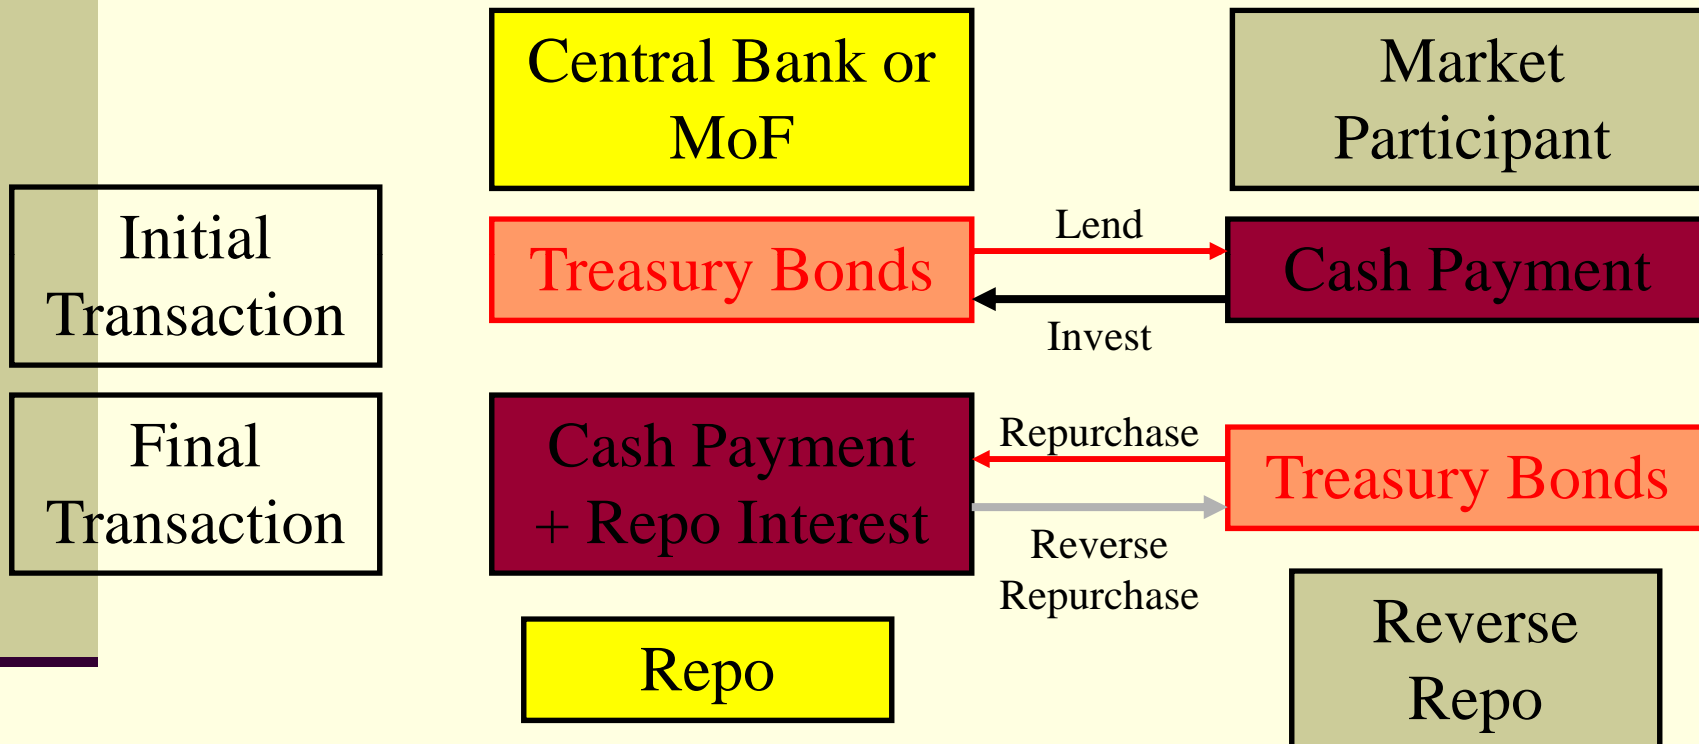 Central Bank or
MoF
Market
Participant
Initial
Transaction
Treasury Bonds
Lend
Invest
Cash Payment
Final
Transaction
Cash Payment
+ Repo Interest
Repurchase
Reverse
Repurchase
Treasury Bonds
Repo
Reverse
Repo